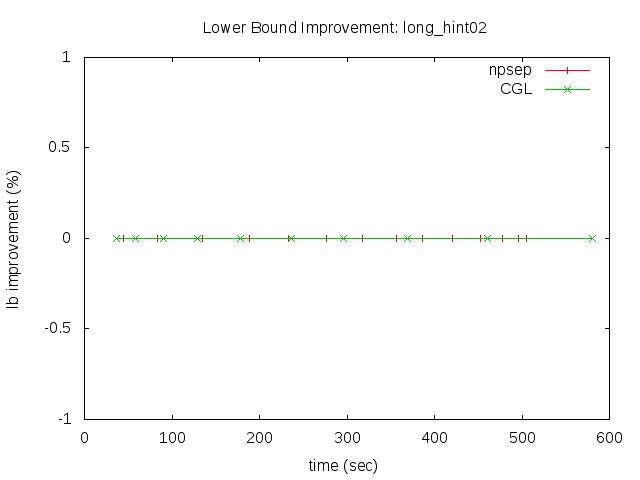 Lower Bound Improvement: long_hint02
npsep
CGL
1
0.5
0
-0.5
-1
lb improvement (%)
0 100 200 300 400 500 600
time (sec)